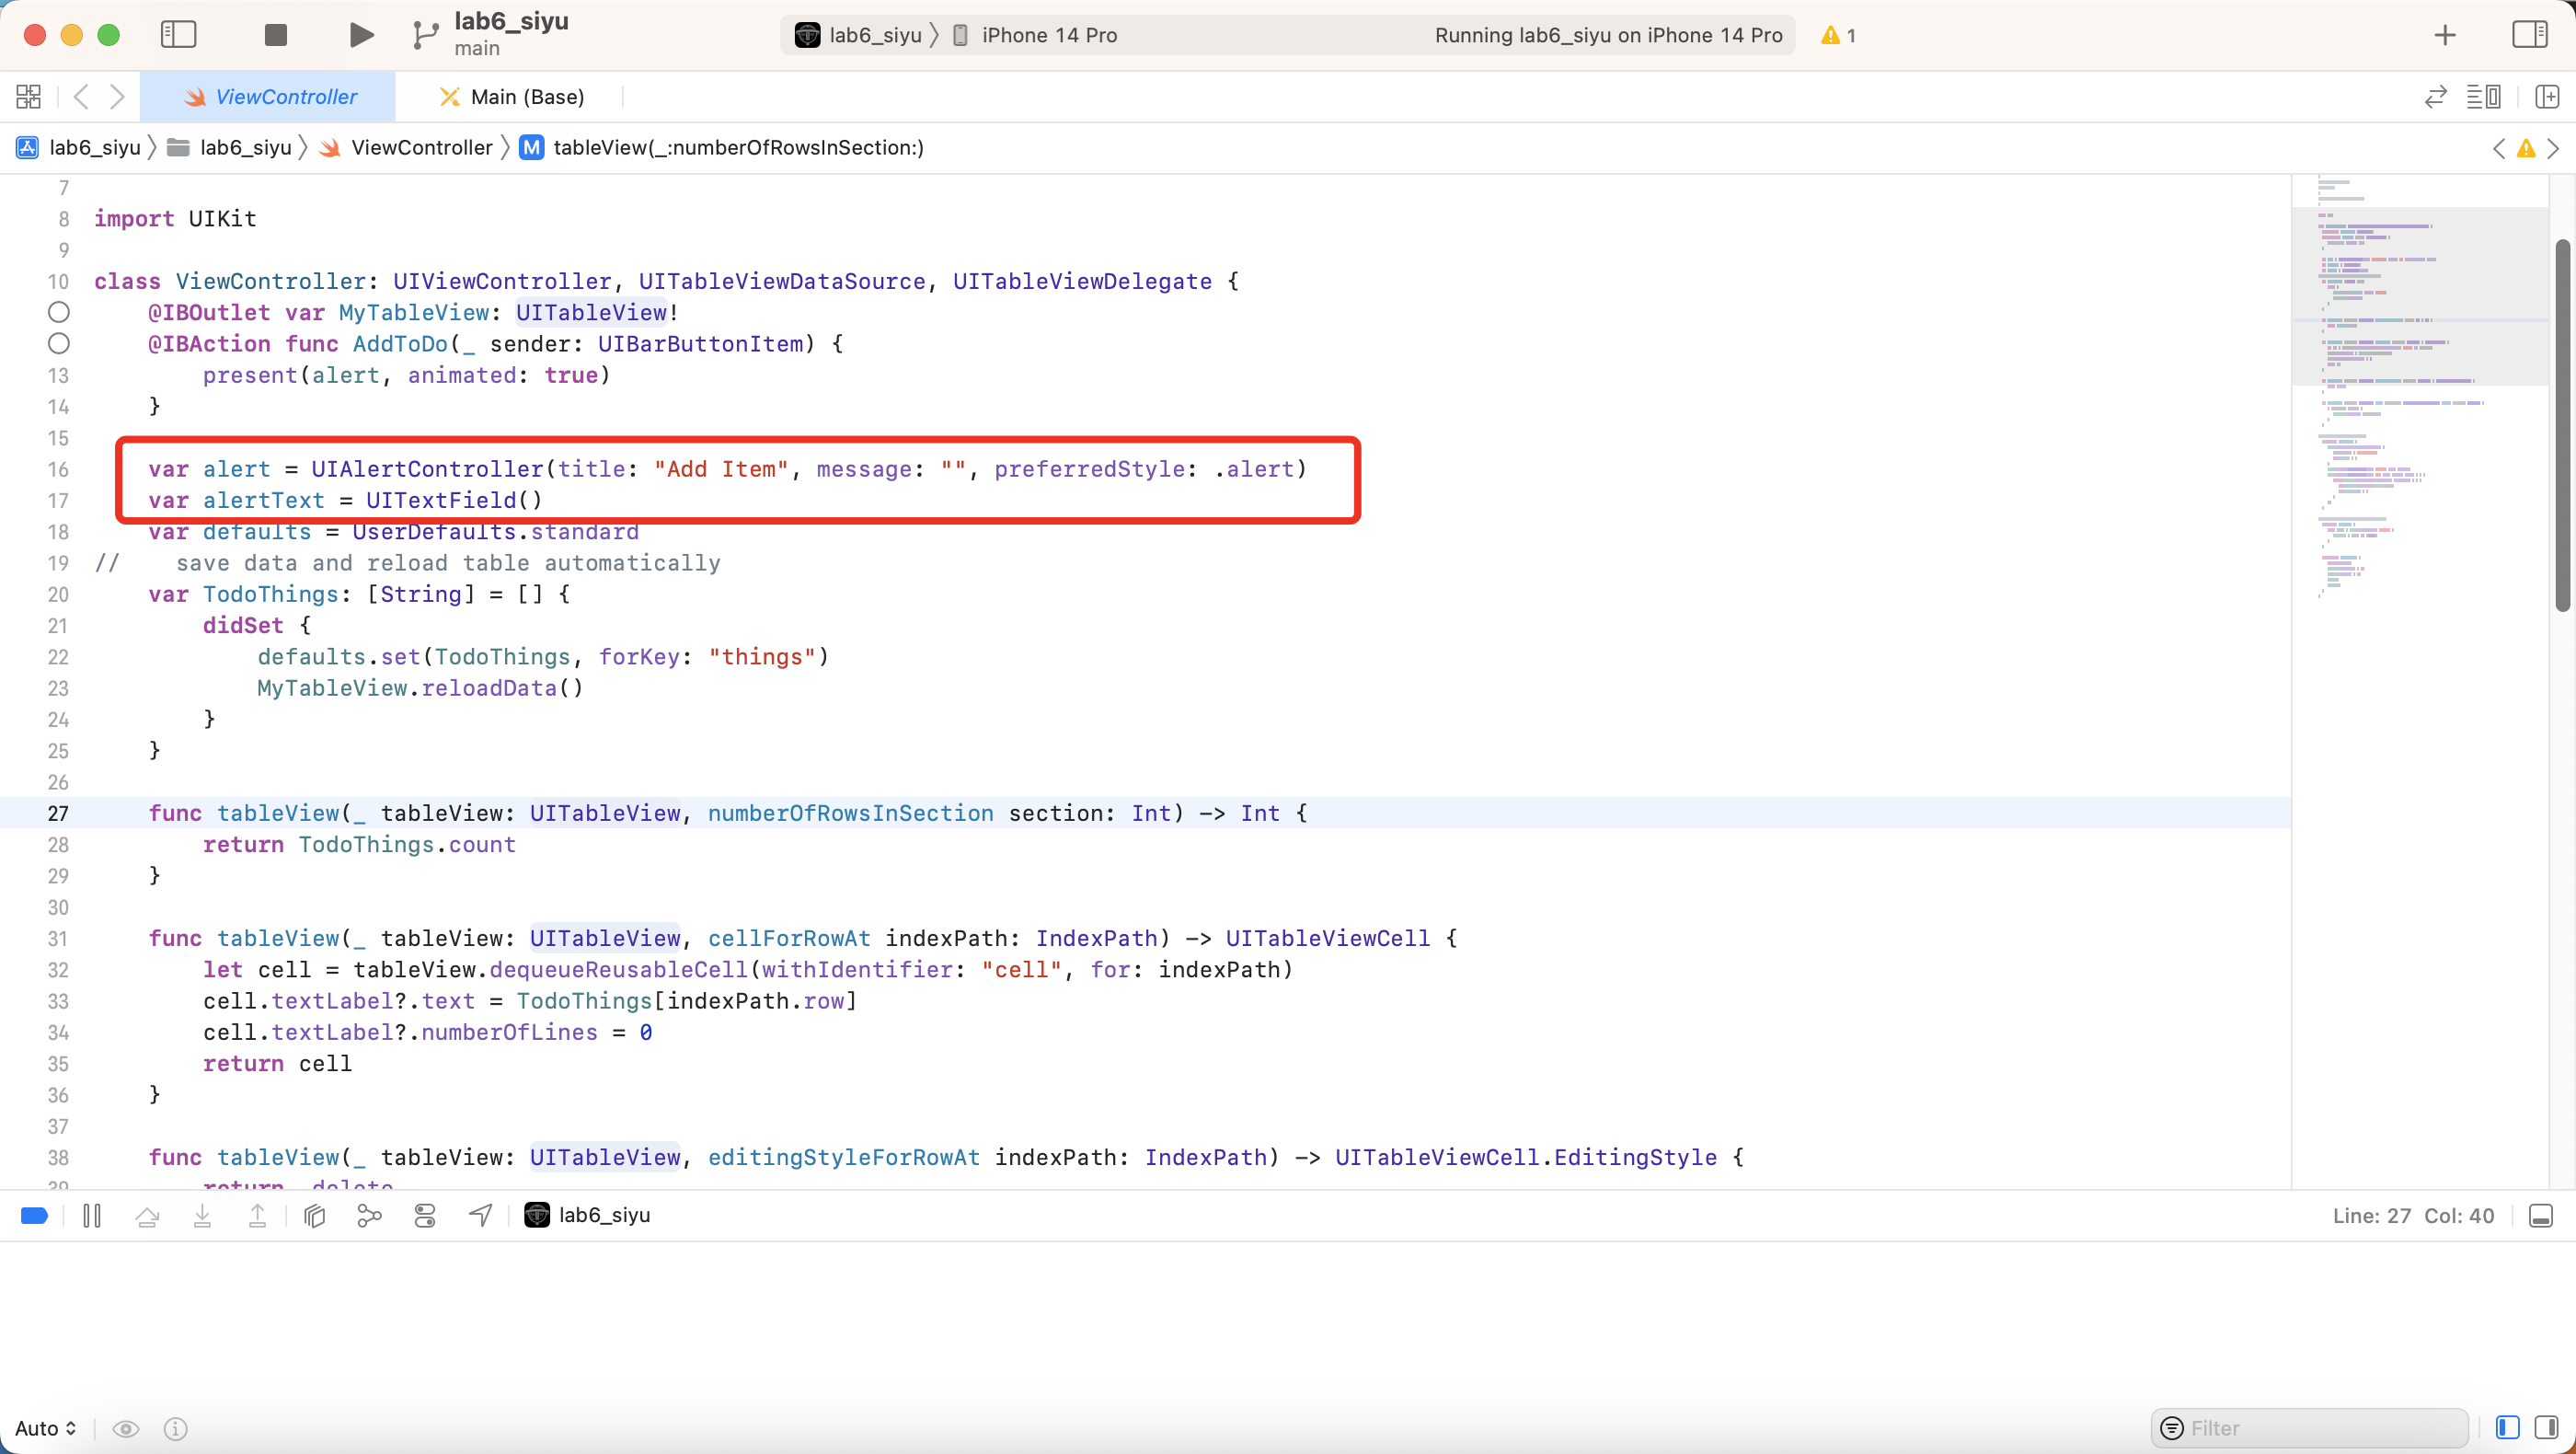 lab6_siyu
main
lab6_siyu
iPhone 14 Pro
Running lab6_siyu on iPhone 14 Pro
1
ViewController
Main (Base)
lab6_siyu
lab6_siyu
ViewController
M
tableView(_:numberOfRowsInSection:)
7
8 import UIKit
9
10 class ViewController: UIViewController, UITableViewDataSource, UITableViewDelegate {
@IBOutlet var MyTableView: UITableView!
@IBAction func AddToDo(_ sender: UIBarButtonItem) {
13 present(alert, animated: true)
14 }
15
16 var alert = UIAlertController(title: "Add Item", message: "", preferredStyle: .alert)
17 var alertText = UITextField()
18 var defaults = UserDefaults.standard
19 // save data and reload table automatically
20 var TodoThings: [String] = [] {
21 didSet {
22 defaults.set(TodoThings, forKey: "things")
23 MyTableView.reloadData()
24 }
25 }
26
27 func tableView(_ tableView: UITableView, numberOfRowsInSection section: Int) -> Int {
28 return TodoThings.count
29 }
30
31 func tableView(_ tableView: UITableView, cellForRowAt indexPath: IndexPath) -> UITableViewCell {
32 let cell = tableView.dequeueReusableCell(withIdentifier: "cell", for: indexPath)
33 cell.textLabel?.text = TodoThings[indexPath.row]
34 cell.textLabel?.numberOfLines = 0
35 return cell
36 }
37
38 func tableView(_ tableView: UITableView, editingStyleForRowAt indexPath: IndexPath) -> UITableViewCell.EditingStyle {
39 return .delete
lab6_siyu
Line: 27 Col: 40
Auto
Filter